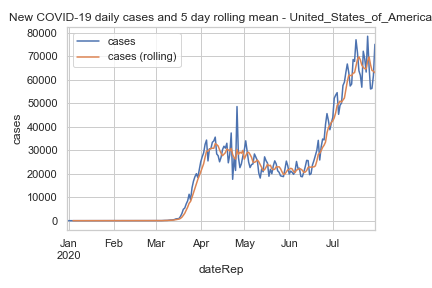 New COVID-19 daily cases and 5 day rolling mean - United_States_of_America
cases
cases (rolling)
80000
70000
60000
50000
40000
30000
20000
10000
0
cases
Jan Feb Mar Apr May Jun Jul
2020
dateRep